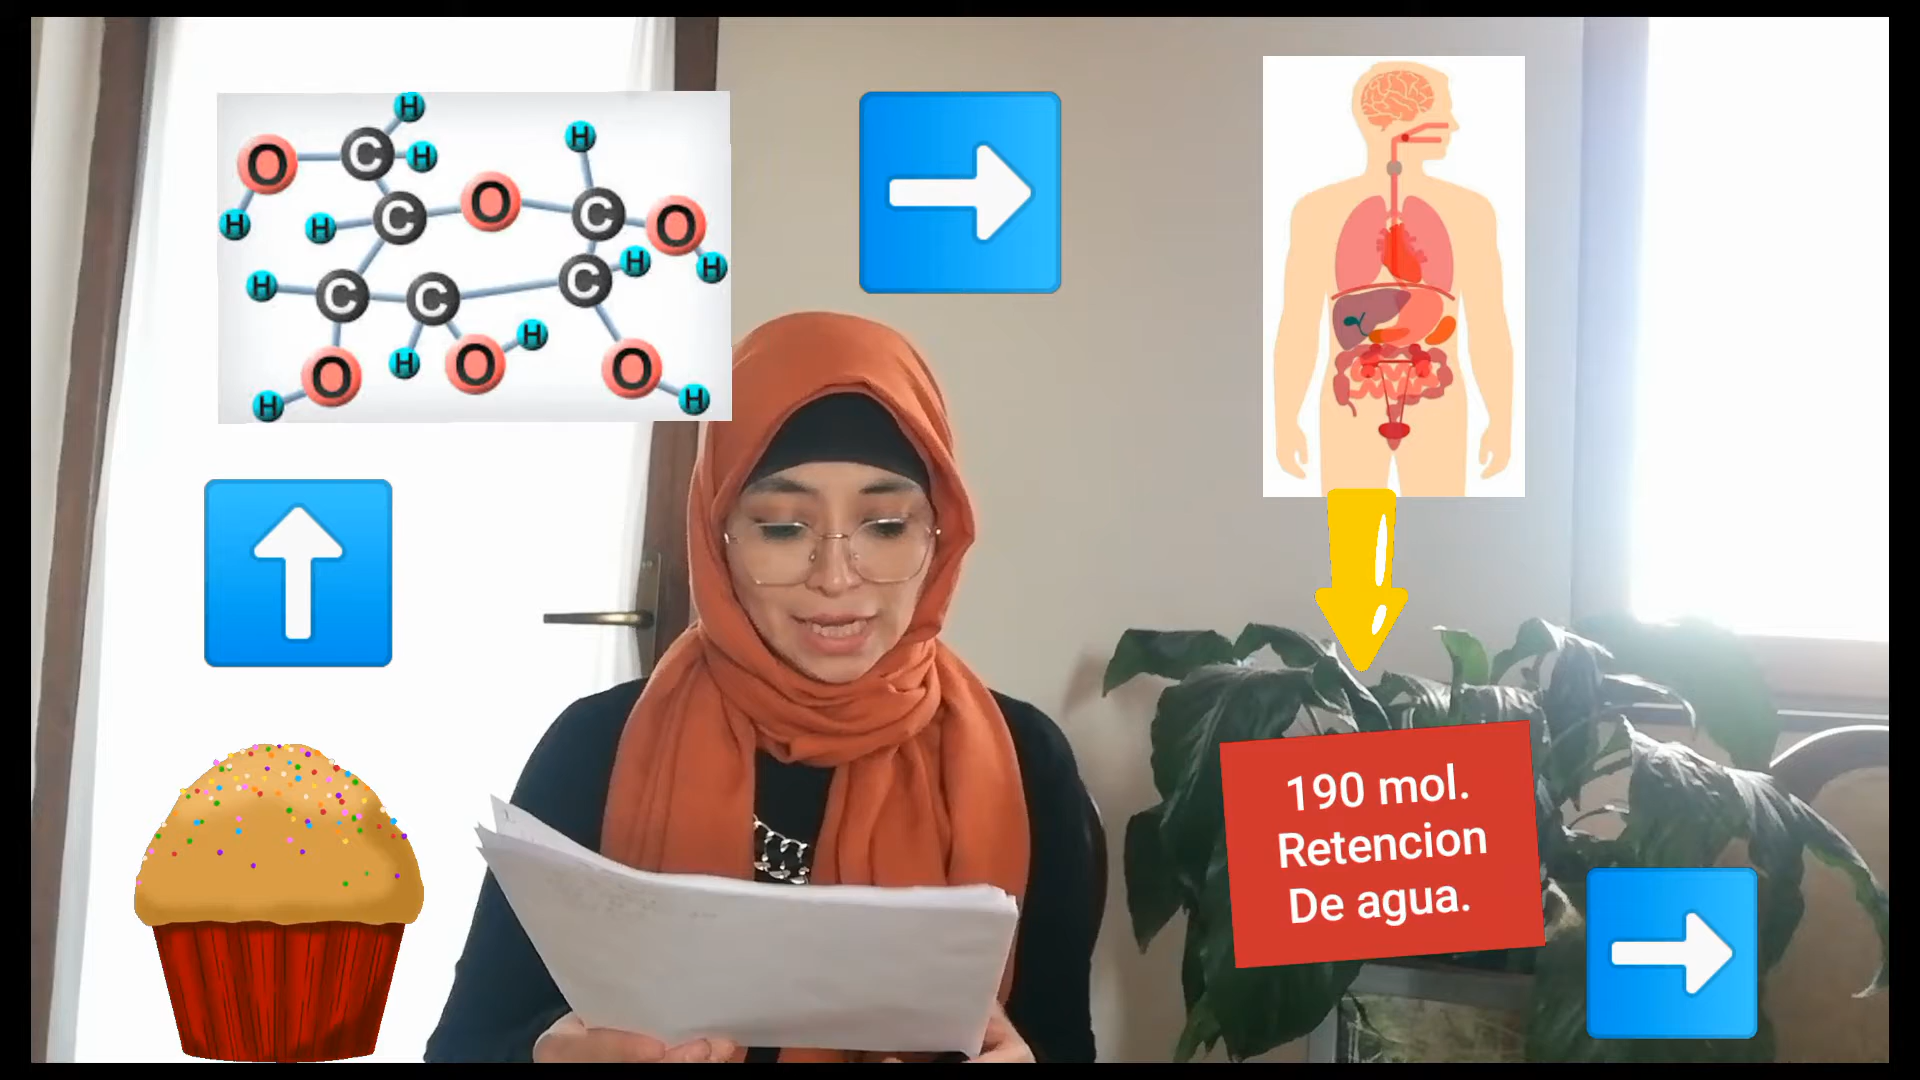 H
O C H
H
H C O C O
H H
H C C C H
H H
O O O
H H
190 mol.
Retencion
De agua.